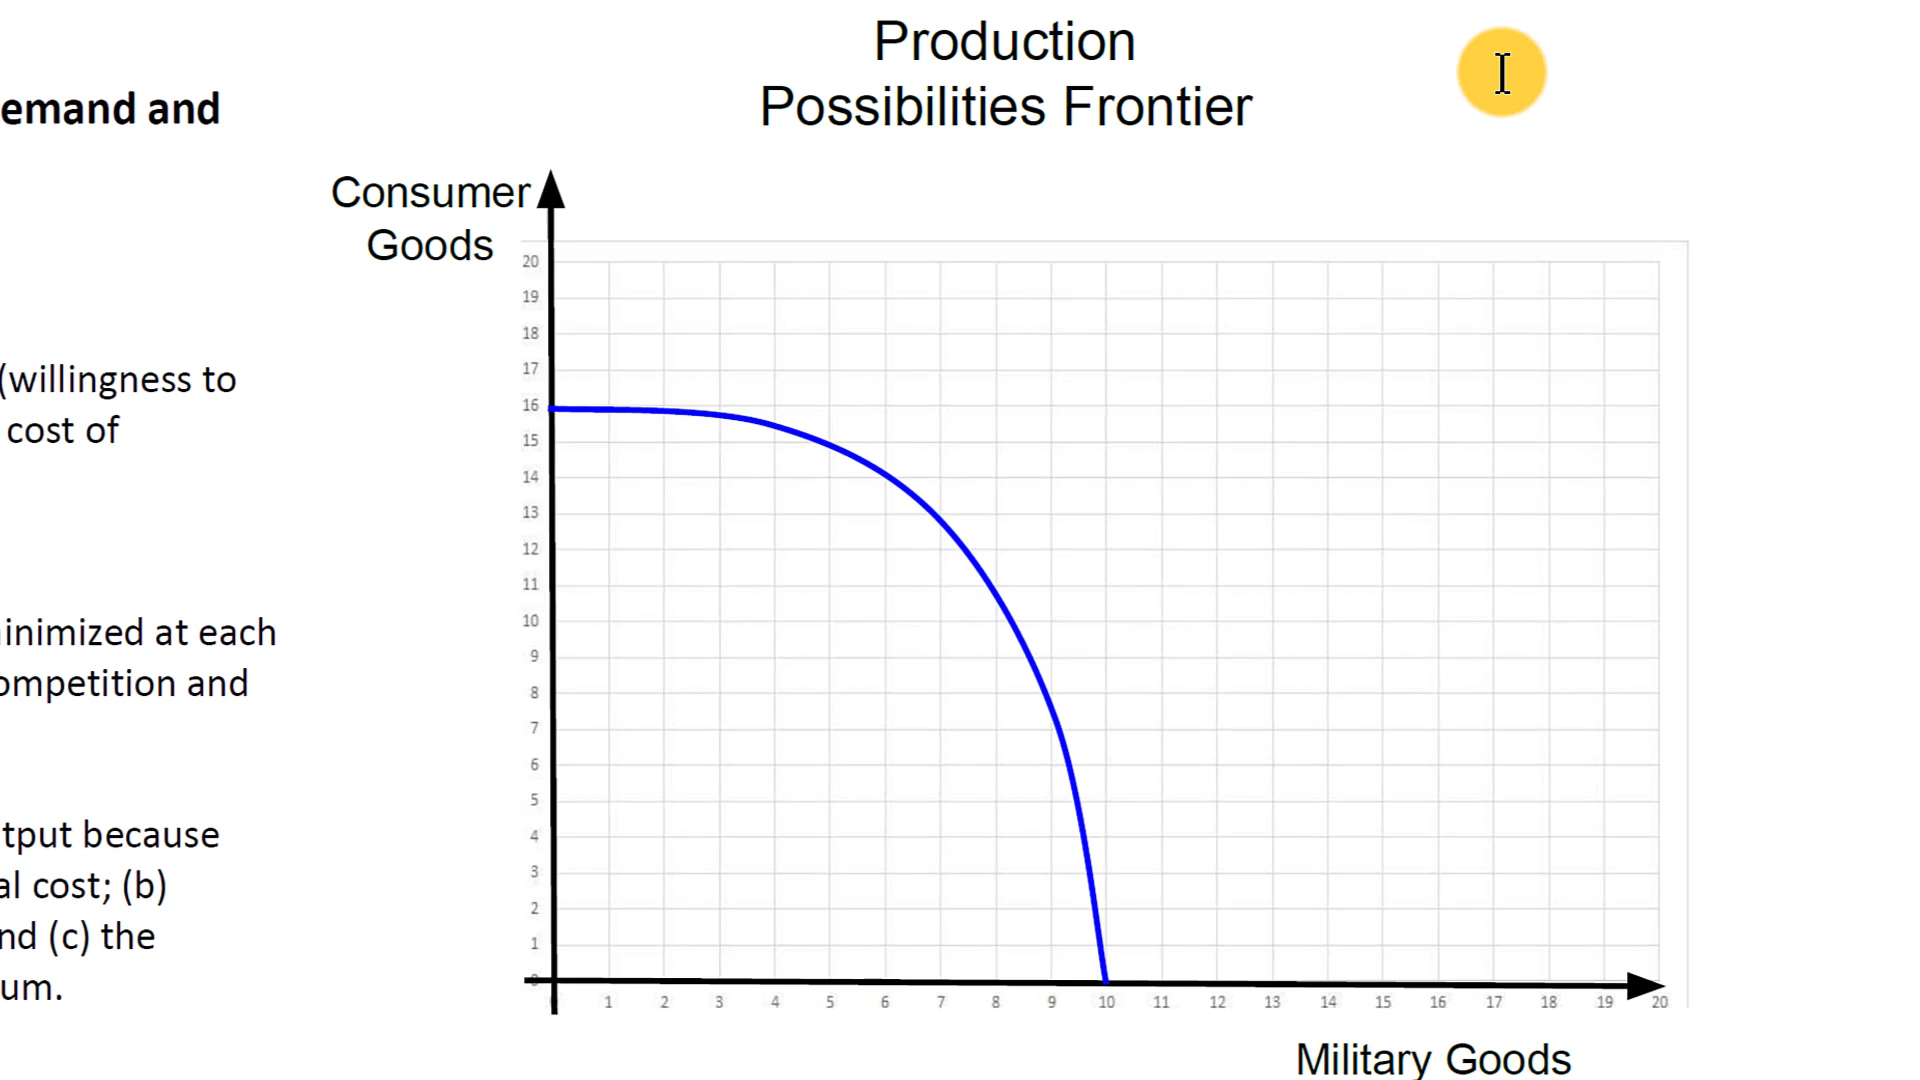 Production
Possibilities Frontier
emand and
Consumer
Goods
(willingness to
cost of
inimized at each
ompetition and
tput because
al cost; (b)
nd (c) the
um.
20
19
18
17
16
15
14
13
12
11
10
9
8
7
6
5
4
3
2
1
1 2 3 4 5 6 7 8 9 10 11 12 13 14 15 16 17 18 19 20
Military Goods